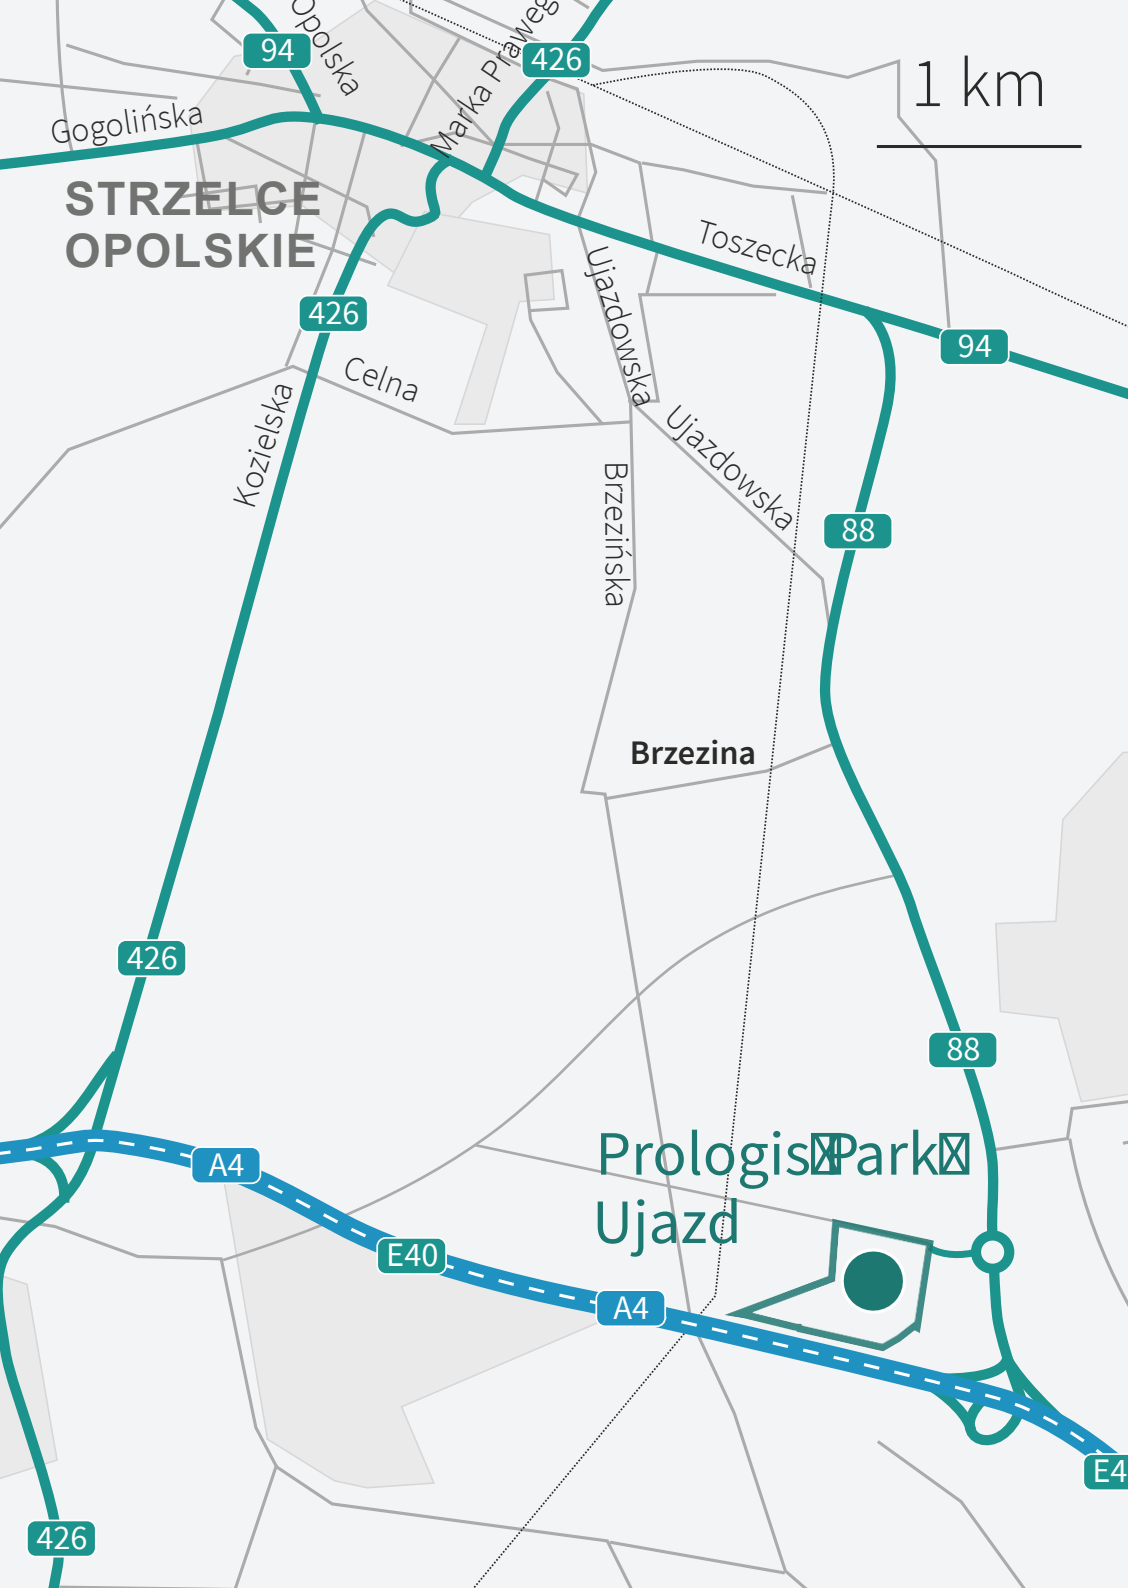 Opolska
94
Marka Prawego
426
1 km
Gogolińska
STRZELCE
OPOLSKIE
Toszecka
426
Ujazdowska
94
Celna
Kozielska
Ujazdowska
Brzezińska
88
Brzezina
426
88
Prologis Park
Ujazd
A4
E40
A4
E4
426